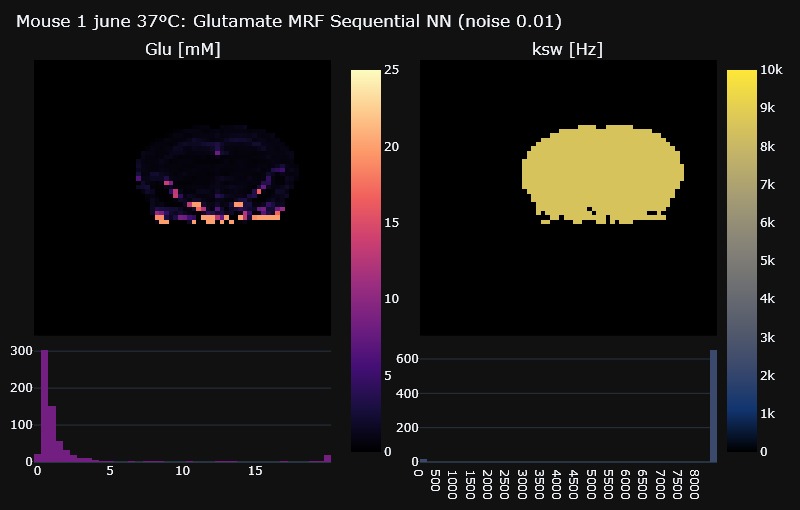 Mouse 1 june 37ºC: Glutamate MRF Sequential NN (noise 0.01)
Glu [mM]
ksw [Hz]
25
20
15
10
5
0
10k
9k
8k
7k
6k
5k
4k
3k
2k
1k
0
300
200
100
0
0 5 10 15
600
400
200
0
0 500 1000 1500 2000 2500 3000 3500 4000 4500 5000 5500 6000 6500 7000 7500 8000